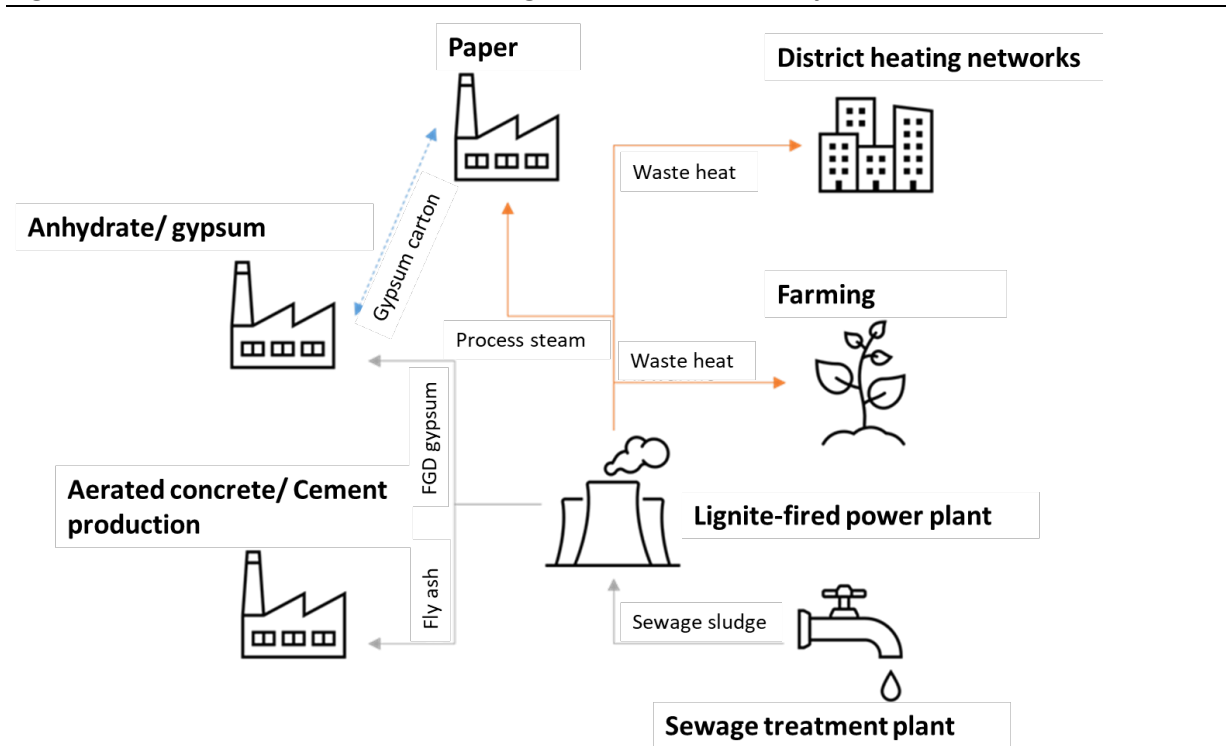 Paper
District heating networks
Waste heat
Gypsum carton
Anhydrate/ gypsum
Farming
Process steam
Waste heat
FGD gypsum
Aerated concrete/ Cement
production
Lignite-fired power plant
Fly ash
Sewage sludge
Sewage treatment plant